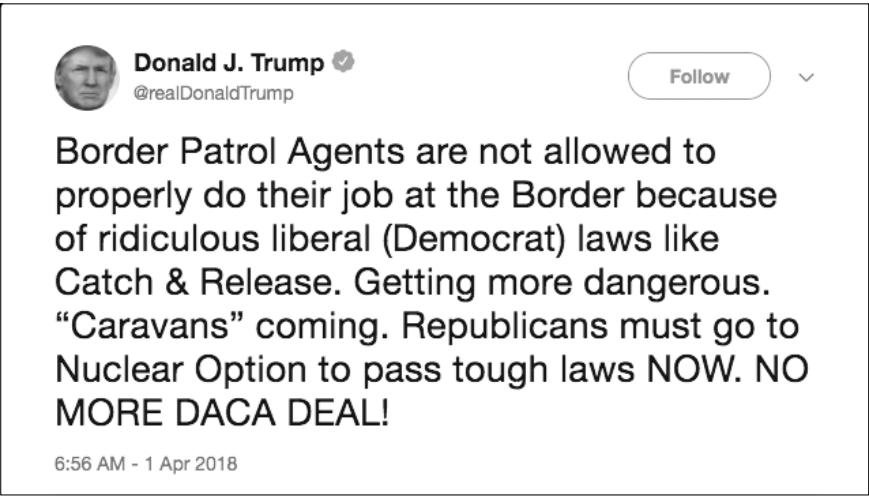 Donald J. Trump
@realDonaldTrump
Follow
Border Patrol Agents are not allowed to
properly do their job at the Border because
of ridiculous liberal (Democrat) laws like
Catch & Release. Getting more dangerous.
“Caravans” coming. Republicans must go to
Nuclear Option to pass tough laws NOW. NO
MORE DACA DEAL!
6:56 AM - 1 Apr 2018